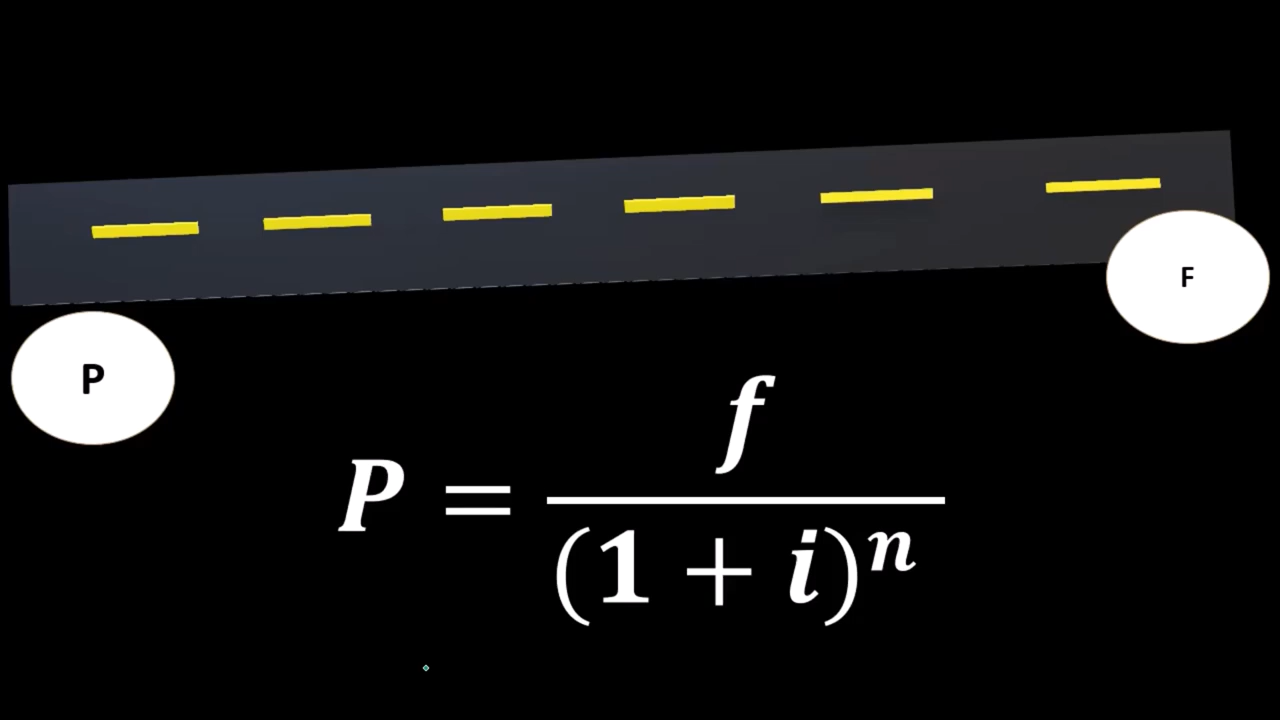 F
P
P = f / (1 + i)^n